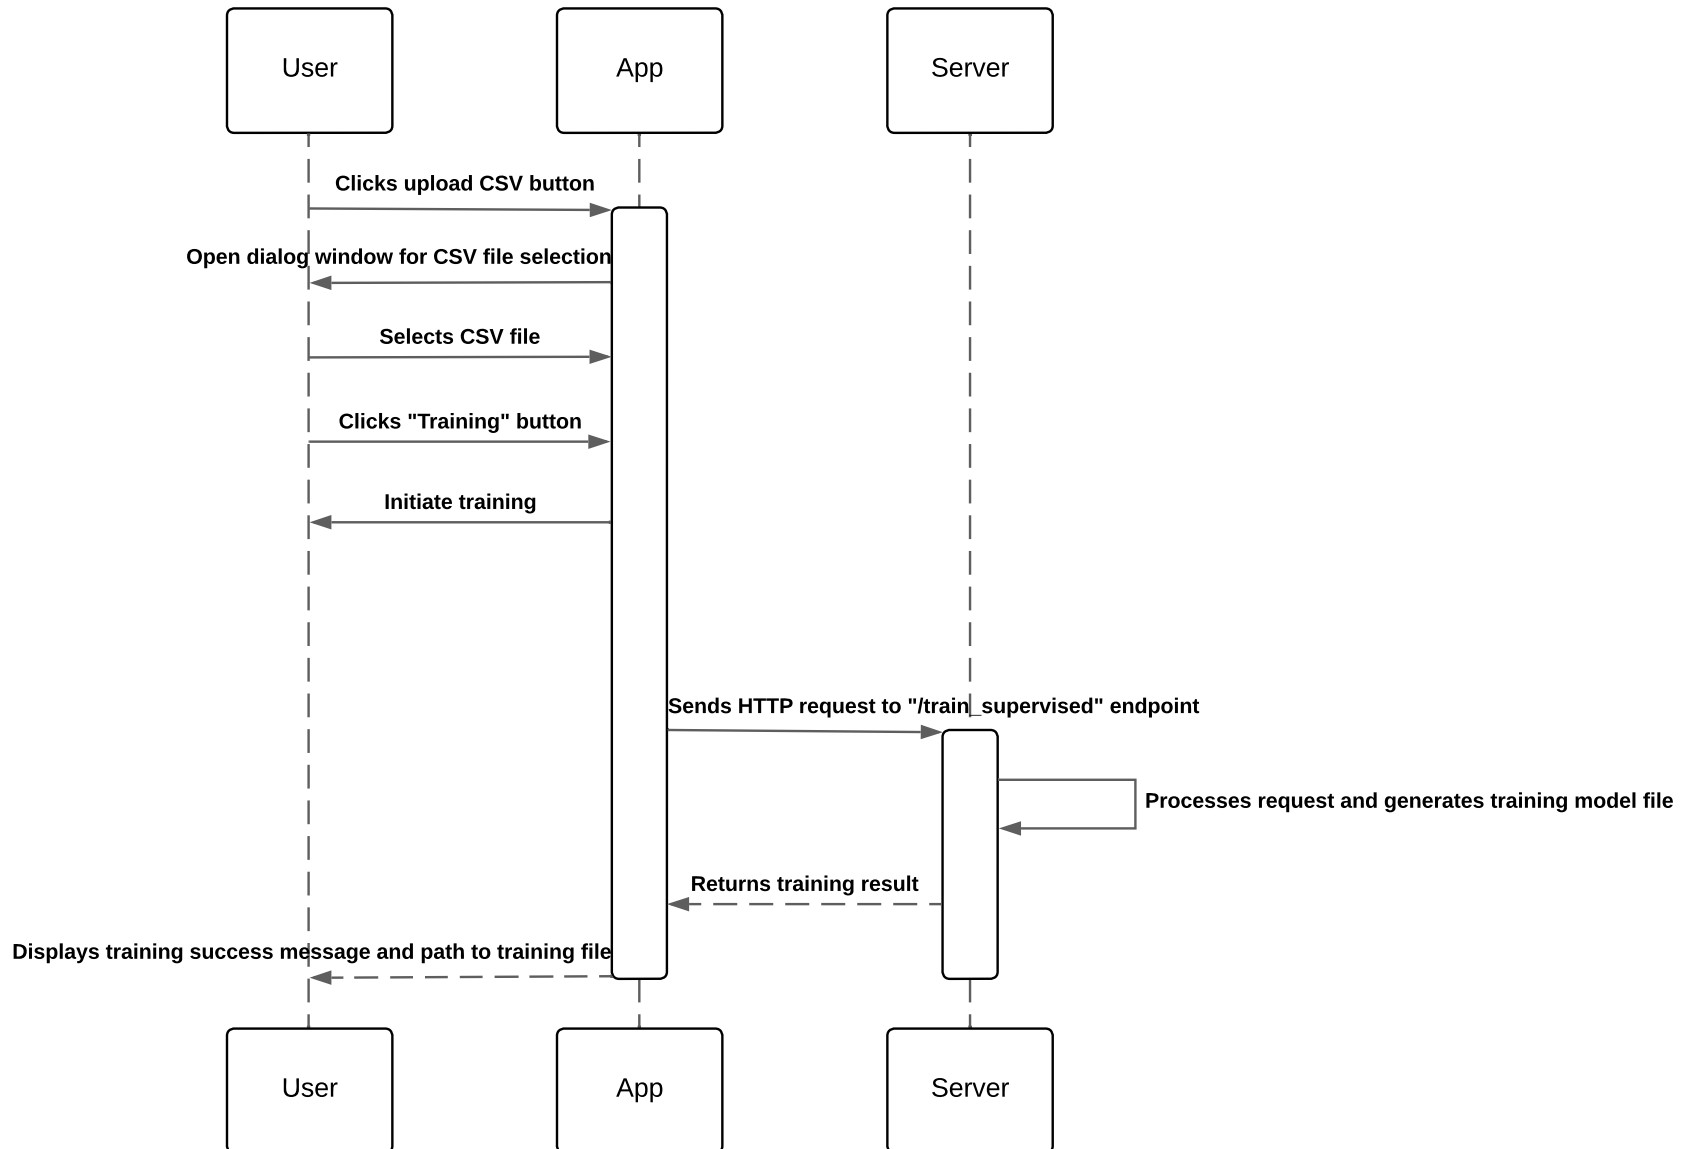 User
App
Server
Clicks upload CSV button
Open dialog window for CSV file selection
Selects CSV file
Clicks "Training" button
Initiate training
Sends HTTP request to "/train_supervised" endpoint
Processes request and generates training model file
Returns training result
Displays training success message and path to training file
User
App
Server